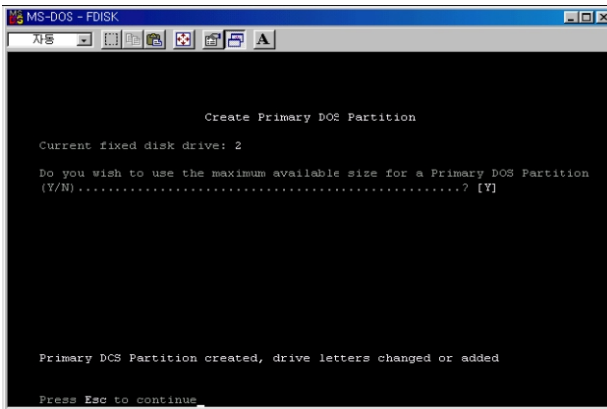 MS-DOS - FDISK
자동
A
Create Primary DOS Partition
Current fixed disk drive: 2
Do you wish to use the maximum available size for a Primary DOS Partition
(Y/N)................................................? [Y]
Primary DOS Partition created, drive letters changed or added
Press Esc to continue_